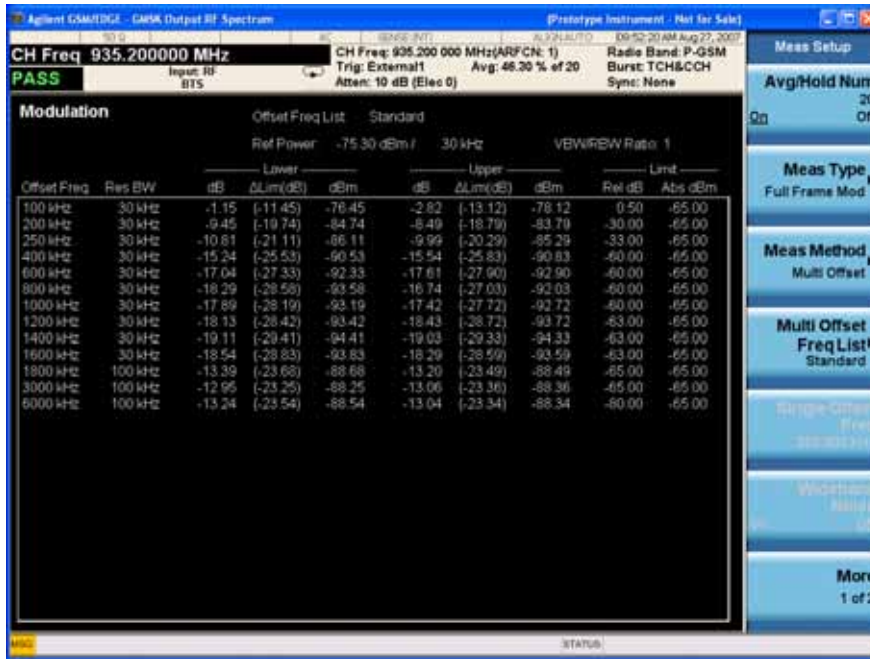 Agilent GSM/EDGE - GMSK Output RF Spectrum (Prototype Instrument - Not for Sale)
50 Ω AC SENSE:INT ALIGN AUTO 09:52:20 AM Aug 27, 2007
CH Freq 935.200000 MHz
CH Freq: 935.200 000 MHz(ARFCN: 1) Radio Band: P-GSM
PASS
Input: RF Trig: External1 Avg: 46.30 % of 20 Burst: TCH&CCH
BTS Atten: 10 dB (Elec 0) Sync: None
Modulation Offset Freq List Standard
Ref Power -75.30 dBm / 30 kHz VBW/RBW Ratio: 1
Lower Upper Limit
Offset Freq Res BW dB ΔLim(dB) dBm dB ΔLim(dB) dBm Rel dB Abs dBm
100 kHz 30 kHz -1.15 (-11.45) -76.45 -2.82 (-13.12) -78.12 0.50 -65.00
200 kHz 30 kHz -9.45 (-19.74) -84.74 -8.49 (-18.79) -83.79 -30.00 -65.00
250 kHz 30 kHz -10.81 (-21.11) -86.11 -9.99 (-20.29) -85.29 -33.00 -65.00
400 kHz 30 kHz -15.24 (-25.53) -90.53 -15.54 (-25.83) -90.83 -60.00 -65.00
600 kHz 30 kHz -17.04 (-27.33) -92.33 -17.61 (-27.90) -92.90 -60.00 -65.00
800 kHz 30 kHz -18.29 (-28.58) -93.58 -16.74 (-27.03) -92.03 -60.00 -65.00
1000 kHz 30 kHz -17.89 (-28.19) -93.19 -17.42 (-27.72) -92.72 -60.00 -65.00
1200 kHz 30 kHz -18.13 (-28.42) -93.42 -18.43 (-28.72) -93.72 -63.00 -65.00
1400 kHz 30 kHz -19.11 (-29.41) -94.41 -19.03 (-29.33) -94.33 -63.00 -65.00
1600 kHz 30 kHz -18.54 (-28.83) -93.83 -18.29 (-28.59) -93.59 -63.00 -65.00
1800 kHz 100 kHz -13.39 (-23.68) -88.68 -13.20 (-23.49) -88.49 -65.00 -65.00
3000 kHz 100 kHz -12.95 (-23.25) -88.25 -13.06 (-23.36) -88.36 -65.00 -65.00
6000 kHz 100 kHz -13.24 (-23.54) -88.54 -13.04 (-23.34) -88.34 -80.00 -65.00
MSG STATUS
Meas Setup
Avg/Hold Num
On
Meas Type
Full Frame Mod
Meas Method
Multi Offset
Multi Offset
Freq List
Standard
More
1 of 2